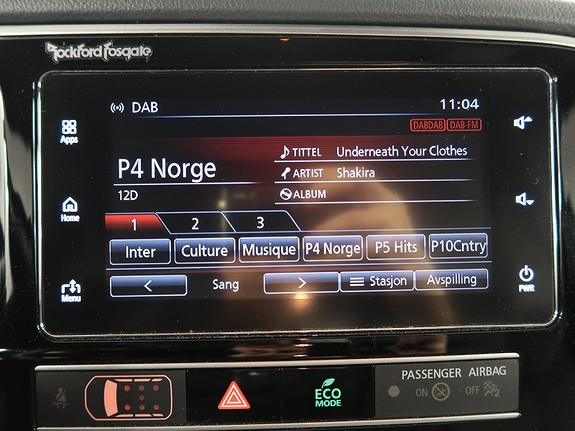 Rockford Fosgate
DAB 11:04
DABDAB DAB-FM
Apps
TITTEL Underneath Your Clothes
P4 Norge
ARTIST Shakira
12D
ALBUM
Home
1 2 3
Inter Culture Musique P4 Norge P5 Hits P10Cntry
Menu
< Sang > Stasjon Avspilling
PWR
PASSENGER AIRBAG
ECO
MODE
ON OFF
2